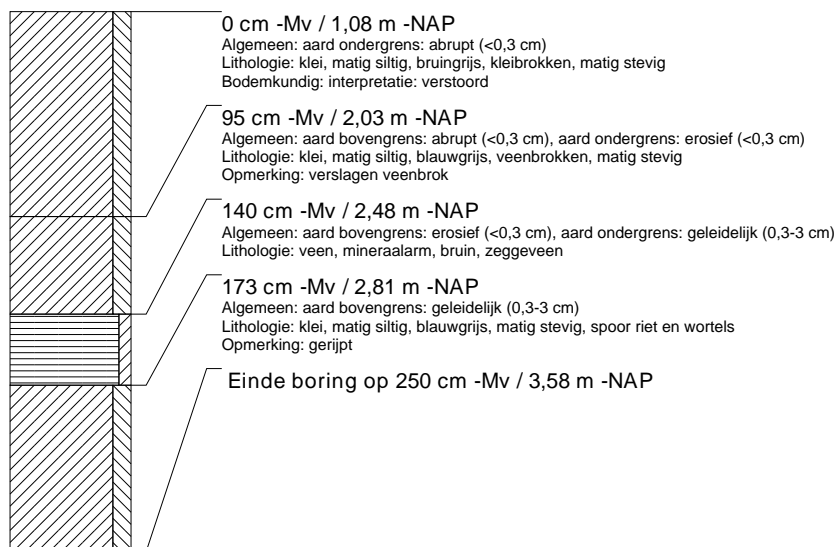 0 cm -Mv / 1,08 m -NAP
Algemeen: aard ondergrens: abrupt (<0,3 cm)
Lithologie: klei, matig siltig, bruingrijs, kleibrokken, matig stevig
Bodemkundig: interpretatie: verstoord
95 cm -Mv / 2,03 m -NAP
Algemeen: aard bovengrens: abrupt (<0,3 cm), aard ondergrens: erosief (<0,3 cm)
Lithologie: klei, matig siltig, blauwgrijs, veenbrokken, matig stevig
Opmerking: verslagen veenbrok
140 cm -Mv / 2,48 m -NAP
Algemeen: aard bovengrens: erosief (<0,3 cm), aard ondergrens: geleidelijk (0,3-3 cm)
Lithologie: veen, mineraalarm, bruin, zeggeveen
173 cm -Mv / 2,81 m -NAP
Algemeen: aard bovengrens: geleidelijk (0,3-3 cm)
Lithologie: klei, matig siltig, blauwgrijs, matig stevig, spoor riet en wortels
Opmerking: gerijpt
Einde boring op 250 cm -Mv / 3,58 m -NAP